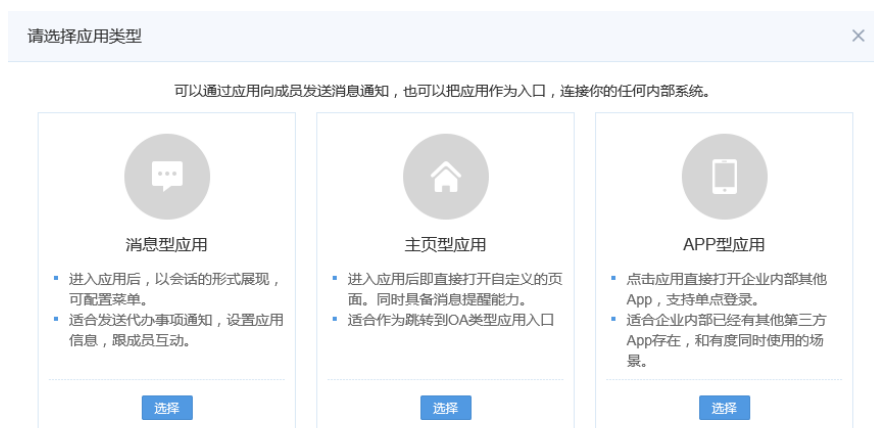 请选择应用类型
可以通过应用向成员发送消息通知，也可以把应用作为入口，连接你的任何内部系统。
消息型应用
进入应用后，以会话的形式展现，
可配置菜单。
适合发送代办事项通知，设置应用
信息，跟成员互动。
选择
主页型应用
进入应用后即直接打开自定义的页
面。同时具备消息提醒能力。
适合作为跳转到OA类型应用入口
选择
APP型应用
点击应用直接打开企业内部其他
App，支持单点登录。
适合企业内部已经有其他第三方
App存在，和有度同时使用的场
景。
选择